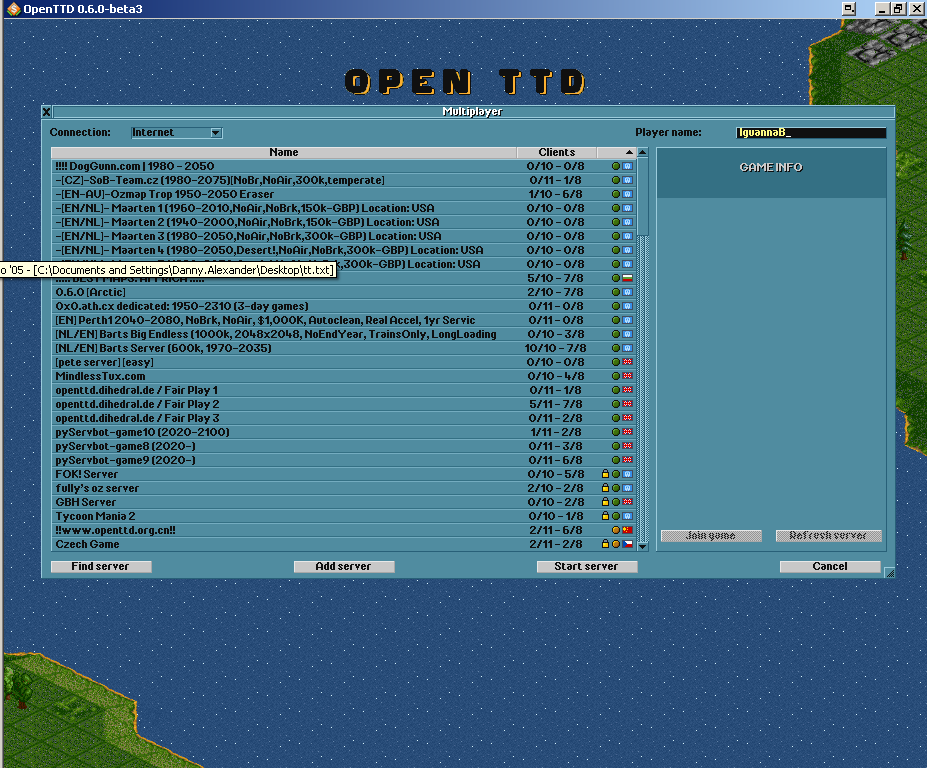 OpenTTD 0.6.0-beta3
OPEN TTD
Multiplayer
Connection: Internet Player name: IguannaB_
Name Clients
GAME INFO
!!!! DogGunn.com | 1980 - 2050 0/10 - 0/8
-[CZ]-SoB-Team.cz (1980-2075)[NoBr,NoAir,300k,temperate] 0/11 - 1/8
-[EN-AU]-Ozmap Trop 1950-2050 Eraser 1/10 - 6/8
-[EN/NL]- Maarten 1 (1960-2010,NoAir,NoBrk,150k-GBP) Location: USA 0/10 - 0/8
-[EN/NL]- Maarten 2 (1940-2000,NoAir,NoBrk,150k-GBP) Location: USA 0/10 - 0/8
-[EN/NL]- Maarten 3 (1980-2050,NoAir,NoBrk,300k-GBP) Location: USA 0/10 - 0/8
-[EN/NL]- Maarten 4 (1980-2050,Desert!,NoAir,NoBrk,300k-GBP) Location: USA 0/10 - 0/8
300k-GBP) Location: USA 0/10 - 0/8
o '05 - [C:\Documents and Settings\Danny.Alexander\Desktop\tt.txt]
5/10 - 7/8
0.6.0 [Arctic] 2/10 - 7/8
0x0.ath.cx dedicated: 1950-2310 (3-day games) 0/11 - 0/8
[EN] Perth1 2040-2080, NoBrk, NoAir, $1,000K, Autoclean, Real Accel, 1yr Servic 0/11 - 0/8
[NL/EN] Barts Big Endless (1000k, 2048x2048, NoEndYear, TrainsOnly, LongLoading 0/10 - 3/8
[NL/EN] Barts Server (600k, 1970-2035) 10/10 - 7/8
[pete server] [easy] 0/10 - 0/8
MindlessTux.com 0/10 - 4/8
openttd.dihedral.de / Fair Play 1 0/11 - 1/8
openttd.dihedral.de / Fair Play 2 5/11 - 7/8
openttd.dihedral.de / Fair Play 3 0/11 - 2/8
pyServbot-game10 (2020-2100) 1/11 - 2/8
pyServbot-game8 (2020-) 0/11 - 3/8
pyServbot-game9 (2020-) 0/11 - 6/8
FOK! Server 0/10 - 5/8
fully's oz server 2/10 - 2/8
GBH Server 0/10 - 2/8
Tycoon Mania 2 0/10 - 1/8
!!www.openttd.org.cn!! 2/11 - 6/8
Join game Refresh server
Czech Game 2/11 - 2/8
Find server Add server Start server Cancel